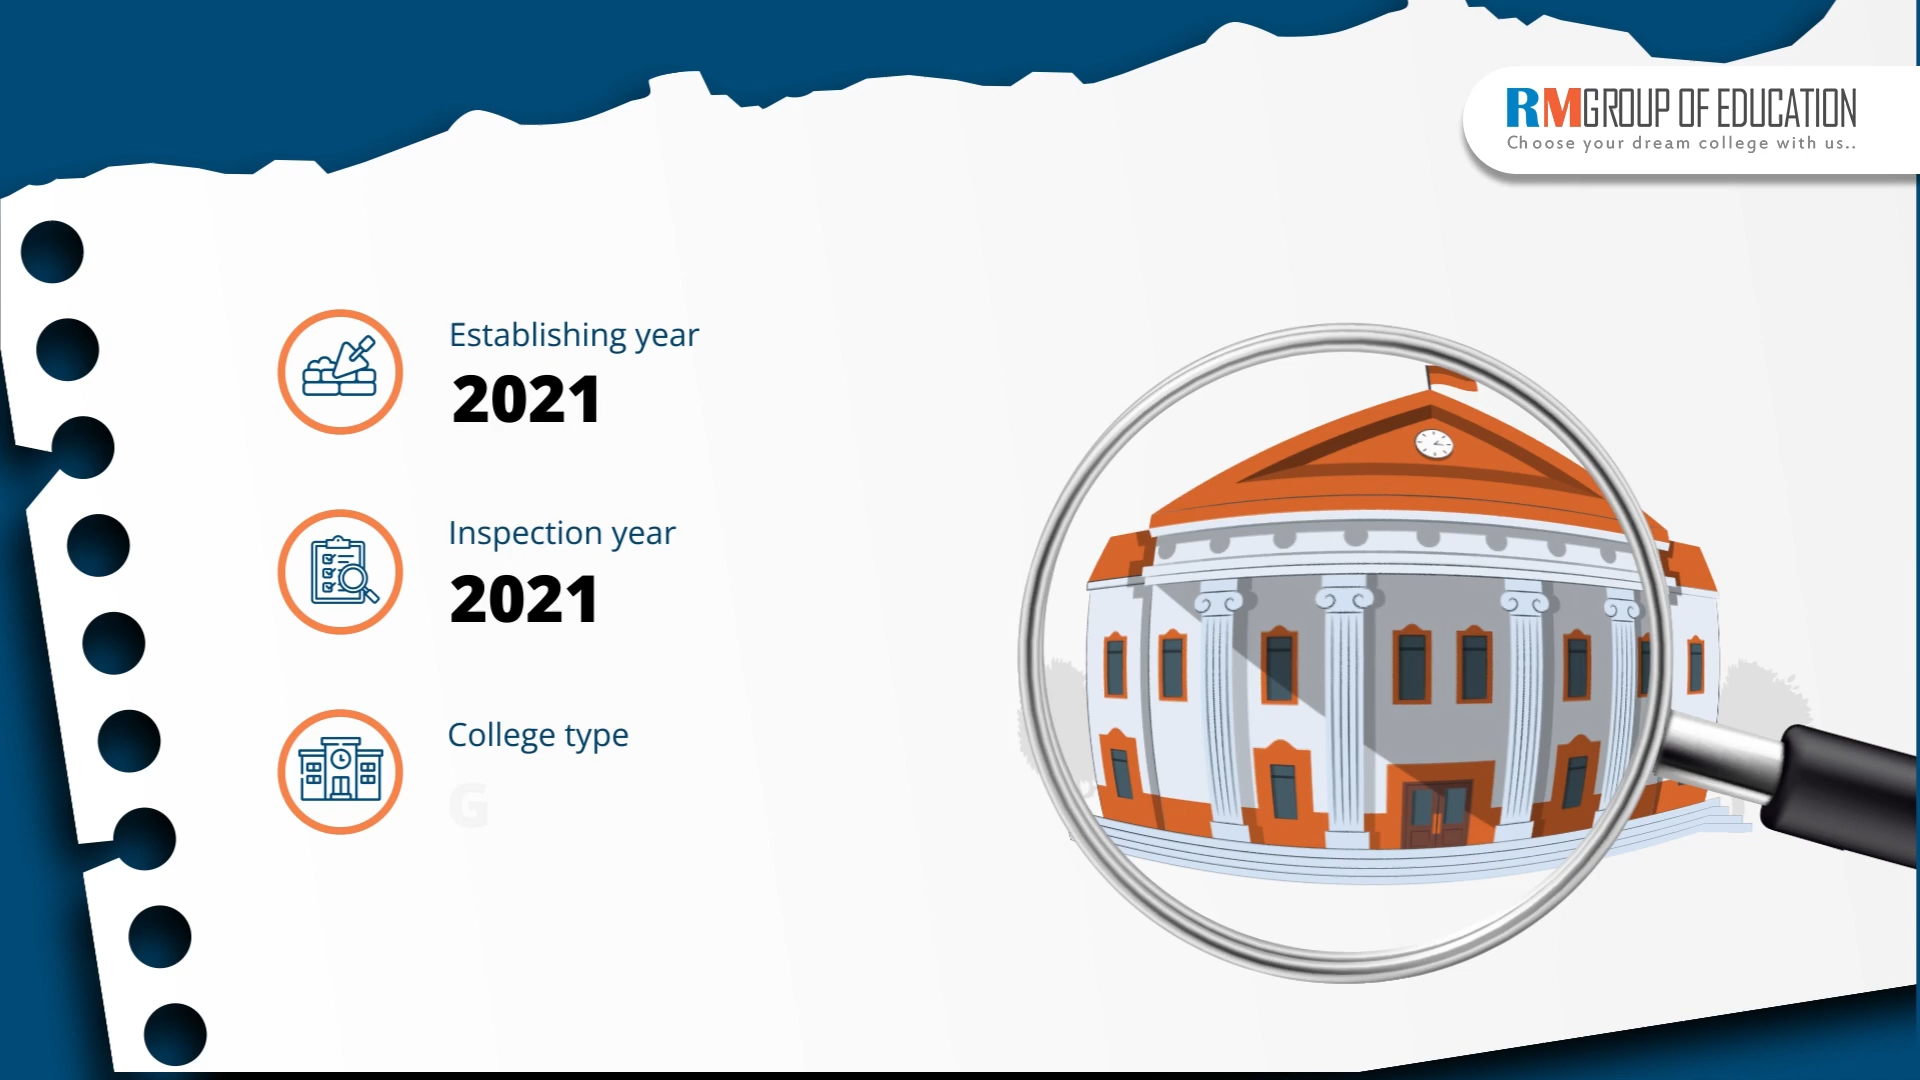 RMGROUP OF EDUCATION
Choose your dream college with us..
Establishing year
2021
Inspection year
2021
College type
G